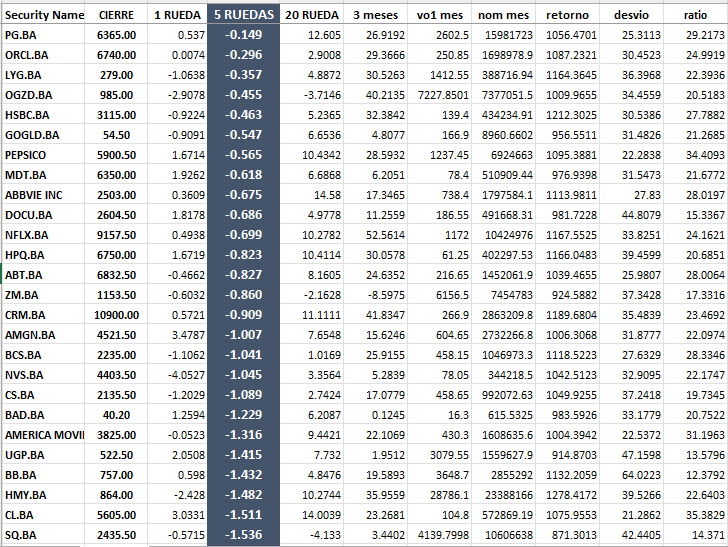 Security Name CIERRE 1 RUEDA 5 RUEDAS 20 RUEDA 3 meses vo1 mes nom mes retorno desvio ratio
PG.BA 6365.00 0.537 -0.149 12.605 26.9192 2602.5 15981723 1056.4701 25.3113 29.2173
ORCL.BA 6740.00 0.0074 -0.296 2.9008 29.3666 250.85 1698978.9 1087.2321 30.4523 24.9919
LYG.BA 279.00 -1.0638 -0.357 4.8872 30.5263 1412.55 388716.94 1164.3645 36.3968 22.3936
OGZD.BA 985.00 -2.9078 -0.455 -3.7146 40.2135 7227.8501 7377051.5 1009.9655 34.4559 20.5183
HSBC.BA 3115.00 -0.9224 -0.463 5.2365 32.3842 139.4 434234.91 1212.3025 30.5386 27.7882
GOGLD.BA 54.50 -0.9091 -0.547 6.6536 4.8077 166.9 8960.6602 956.5511 31.4826 21.2685
PEPSICO 5900.50 1.6714 -0.565 10.4342 28.5932 1237.45 6924663 1095.3881 22.2838 34.4093
MDT.BA 6350.00 1.9262 -0.618 6.6868 6.2051 78.4 510909.44 976.9398 31.5473 21.6772
ABBVIE INC 2503.00 0.3609 -0.675 14.58 17.3465 738.4 1797584.1 1113.9811 27.83 28.0197
DOCU.BA 2604.50 1.8178 -0.686 4.9778 11.2559 186.55 491668.31 981.7228 44.8079 15.3367
NFLX.BA 9157.50 0.4938 -0.699 10.2782 52.5614 1172 10424976 1167.5525 33.8251 24.1621
HPQ.BA 6750.00 1.6719 -0.823 10.4114 30.0578 61.25 402297.53 1166.0483 39.4599 20.6851
ABT.BA 6832.50 -0.4662 -0.827 8.1605 24.6352 216.65 1452061.9 1039.4655 25.9807 28.0064
ZM.BA 1153.50 -0.6032 -0.860 -2.1628 -8.5975 6156.5 7454783 924.5882 37.3428 17.3316
CRM.BA 10900.00 0.5721 -0.909 11.1111 41.8347 266.9 2863209.8 1189.6804 35.4839 23.4692
AMGN.BA 4521.50 3.4787 -1.007 7.6548 15.6246 604.65 2732266.8 1006.3068 31.8777 22.0974
BCS.BA 2235.00 -1.1062 -1.041 1.0169 25.9155 458.15 1046973.3 1118.5223 27.6329 28.3346
NVS.BA 4403.50 -4.0527 -1.045 3.3564 5.2839 78.05 344218.5 1042.5123 32.9095 22.1747
CS.BA 2135.50 -1.2029 -1.089 2.7424 17.0779 458.65 992072.63 1049.9255 37.2418 19.7345
BAD.BA 40.20 1.2594 -1.229 6.2087 0.1245 16.3 615.5325 983.5926 33.1779 20.7522
AMERICA MOVI 3825.00 -0.0523 -1.316 9.4421 22.1069 430.3 1608635.6 1004.3942 22.5372 31.1963
UGP.BA 522.50 2.0508 -1.415 7.732 1.9512 3079.55 1559627.9 914.8703 47.1598 13.5796
BB.BA 757.00 0.598 -1.432 4.8476 19.5893 3648.7 2855292 1132.2059 64.0223 12.3792
HMY.BA 864.00 -2.428 -1.482 10.2744 35.9559 28786.1 23388166 1278.4172 39.5266 22.6403
CL.BA 5605.00 3.0331 -1.511 14.0039 23.2681 104.8 572869.19 1075.9553 21.2862 35.3829
SQ.BA 2435.50 -0.5715 -1.536 -4.133 3.4402 4139.7998 10606638 871.3013 42.4405 14.371